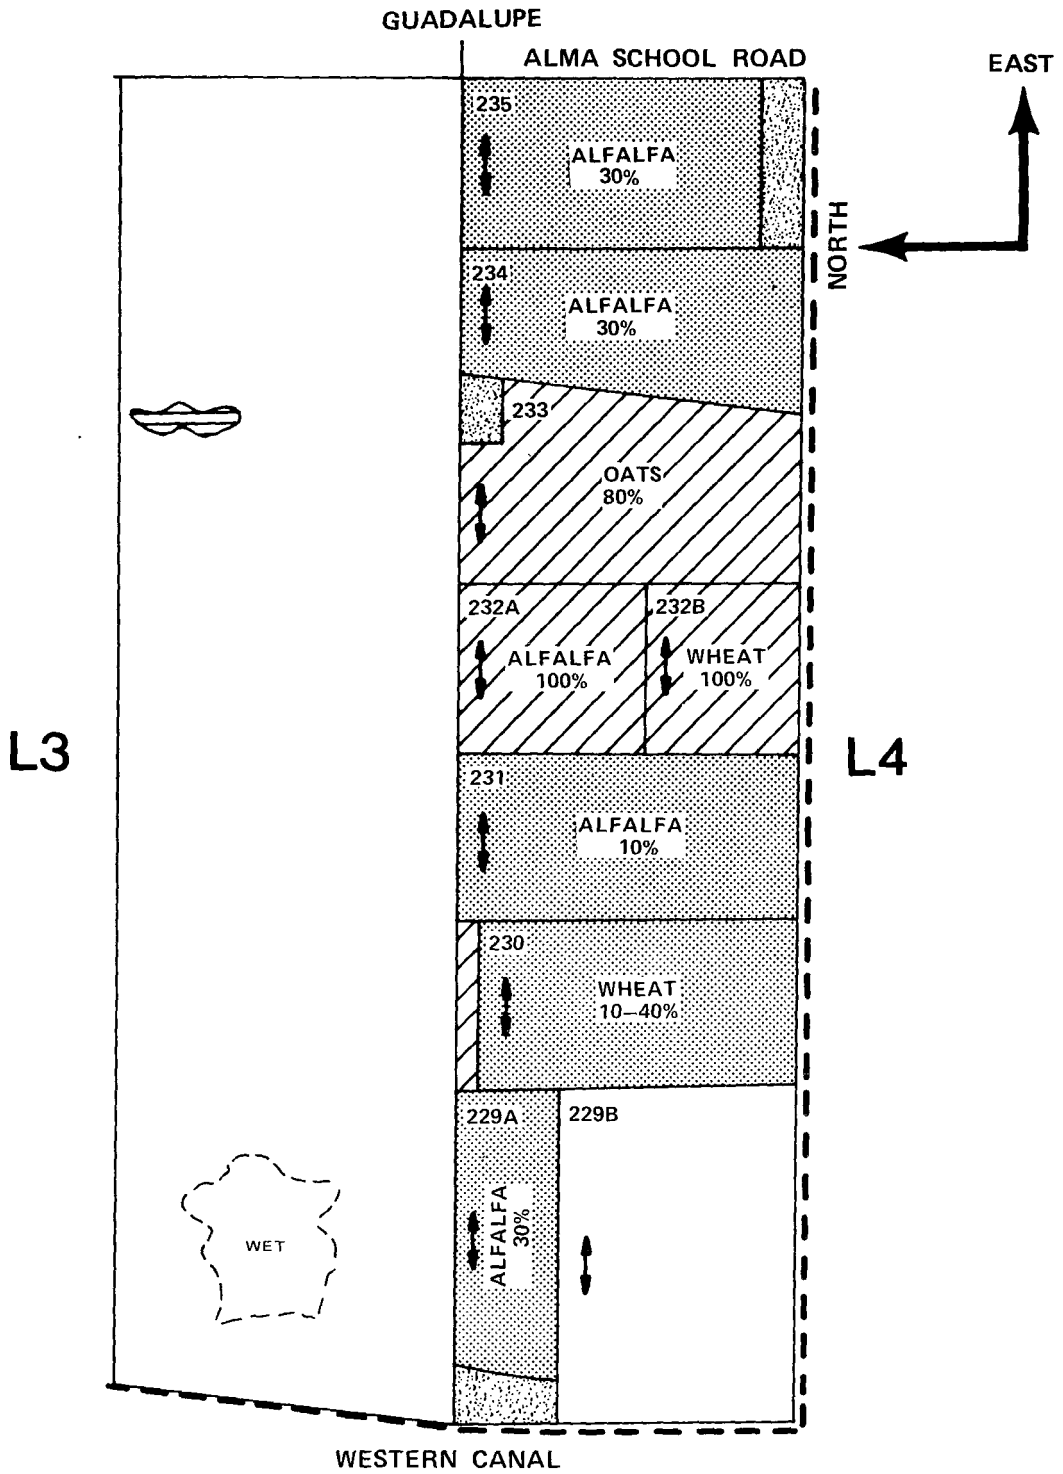 GUADALUPE
ALMA SCHOOL ROAD
EAST
NORTH
235
ALFALFA
30%
234
ALFALFA
30%
233
OATS
80%
232A
ALFALFA
100%
232B
WHEAT
100%
L3
L4
231
ALFALFA
10%
230
WHEAT
10–40%
229A
ALFALFA
30%
229B
WET
WESTERN CANAL